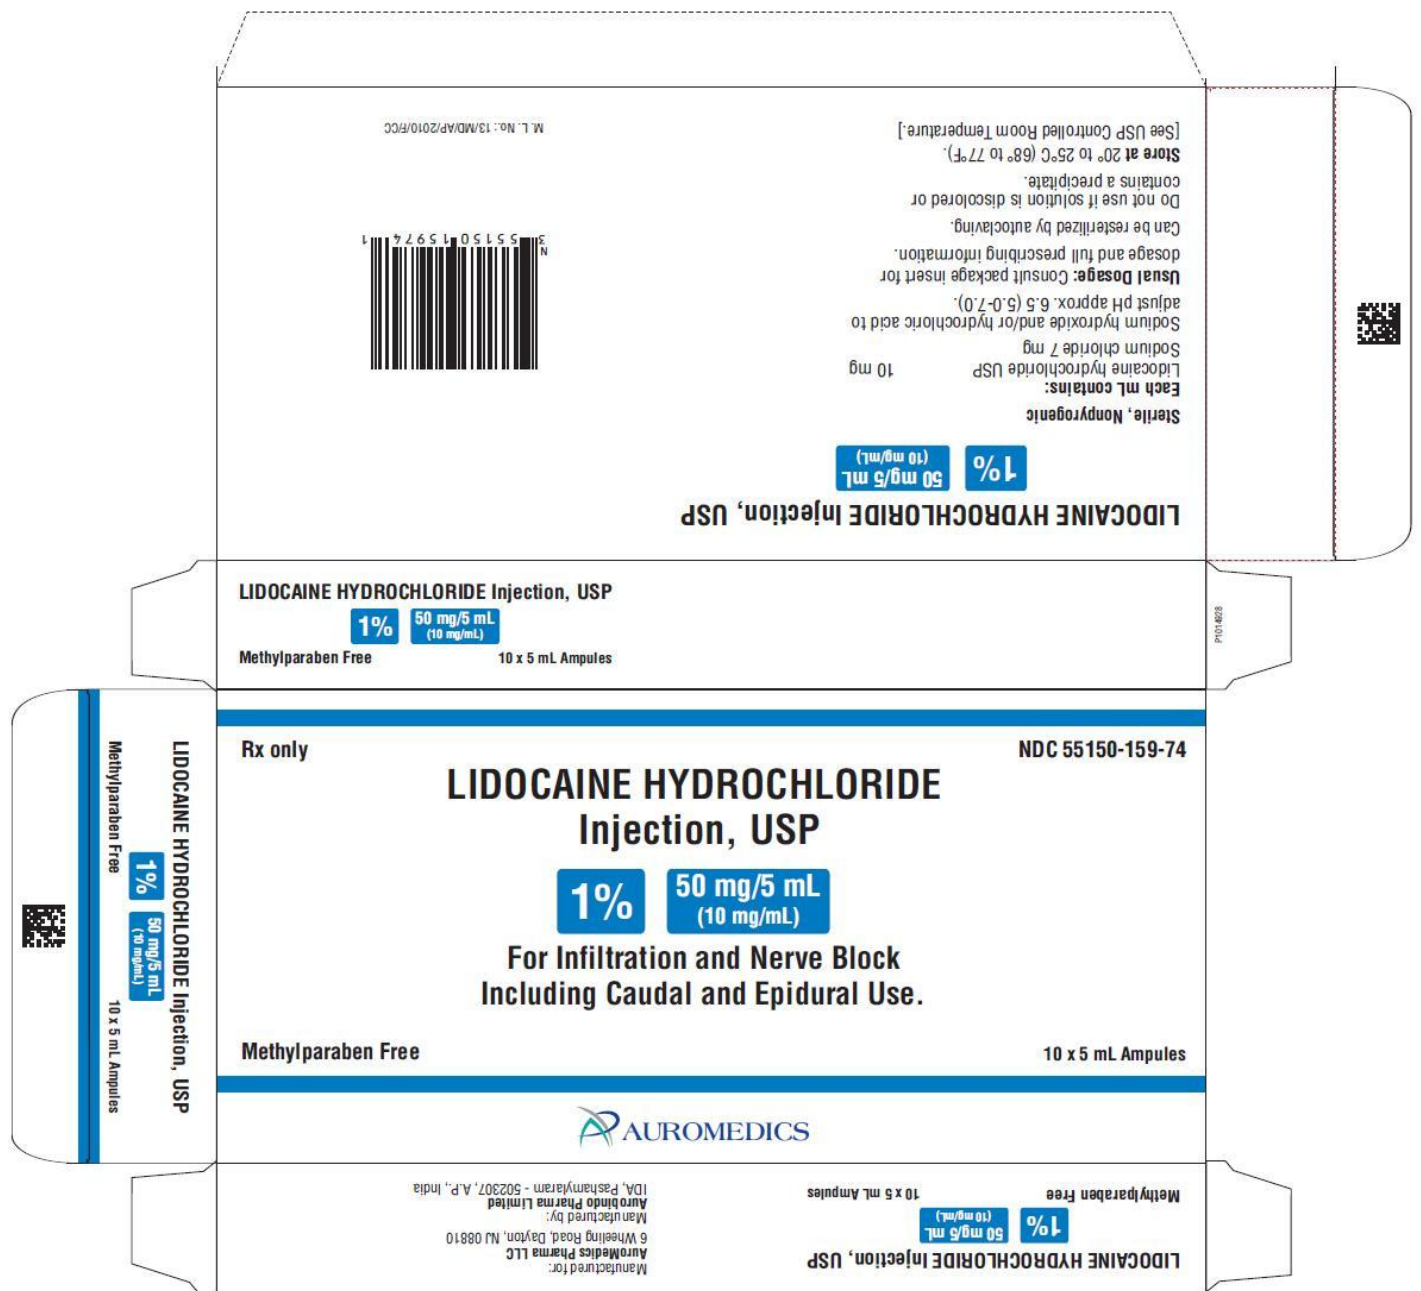 M. L. No.: 13/MD/AP/2010/F/CC
N
3 55150 15974 1
LIDOCAINE HYDROCHLORIDE Injection, USP
1%
50 mg/5 mL
(10 mg/mL)
Sterile, Nonpyrogenic
Each mL contains:
Lidocaine hydrochloride USP 10 mg
Sodium chloride 7 mg
Sodium hydroxide and/or hydrochloric acid to
adjust pH approx. 6.5 (5.0-7.0).
Usual Dosage: Consult package insert for
dosage and full prescribing information.
Can be resterilized by autoclaving.
Do not use if solution is discolored or
contains a precipitate.
Store at 20° to 25°C (68° to 77°F).
[See USP Controlled Room Temperature.]
LIDOCAINE HYDROCHLORIDE Injection, USP
1%
50 mg/5 mL
(10 mg/mL)
Methylparaben Free 10 x 5 mL Ampules
P1014928
LIDOCAINE HYDROCHLORIDE Injection, USP
1%
50 mg/5 mL
(10 mg/mL)
Methylparaben Free 10 x 5 mL Ampules
Rx only NDC 55150-159-74
LIDOCAINE HYDROCHLORIDE
Injection, USP
1%
50 mg/5 mL
(10 mg/mL)
For Infiltration and Nerve Block
Including Caudal and Epidural Use.
Methylparaben Free 10 x 5 mL Ampules
AUROMEDICS
LIDOCAINE HYDROCHLORIDE Injection, USP
1%
50 mg/5 mL
(10 mg/mL)
Methylparaben Free 10 x 5 mL Ampules
Manufactured for:
AuroMedics Pharma LLC
6 Wheeling Road, Dayton, NJ 08810
Manufactured by:
Aurobindo Pharma Limited
IDA, Pashamylaram - 502307, A.P., India